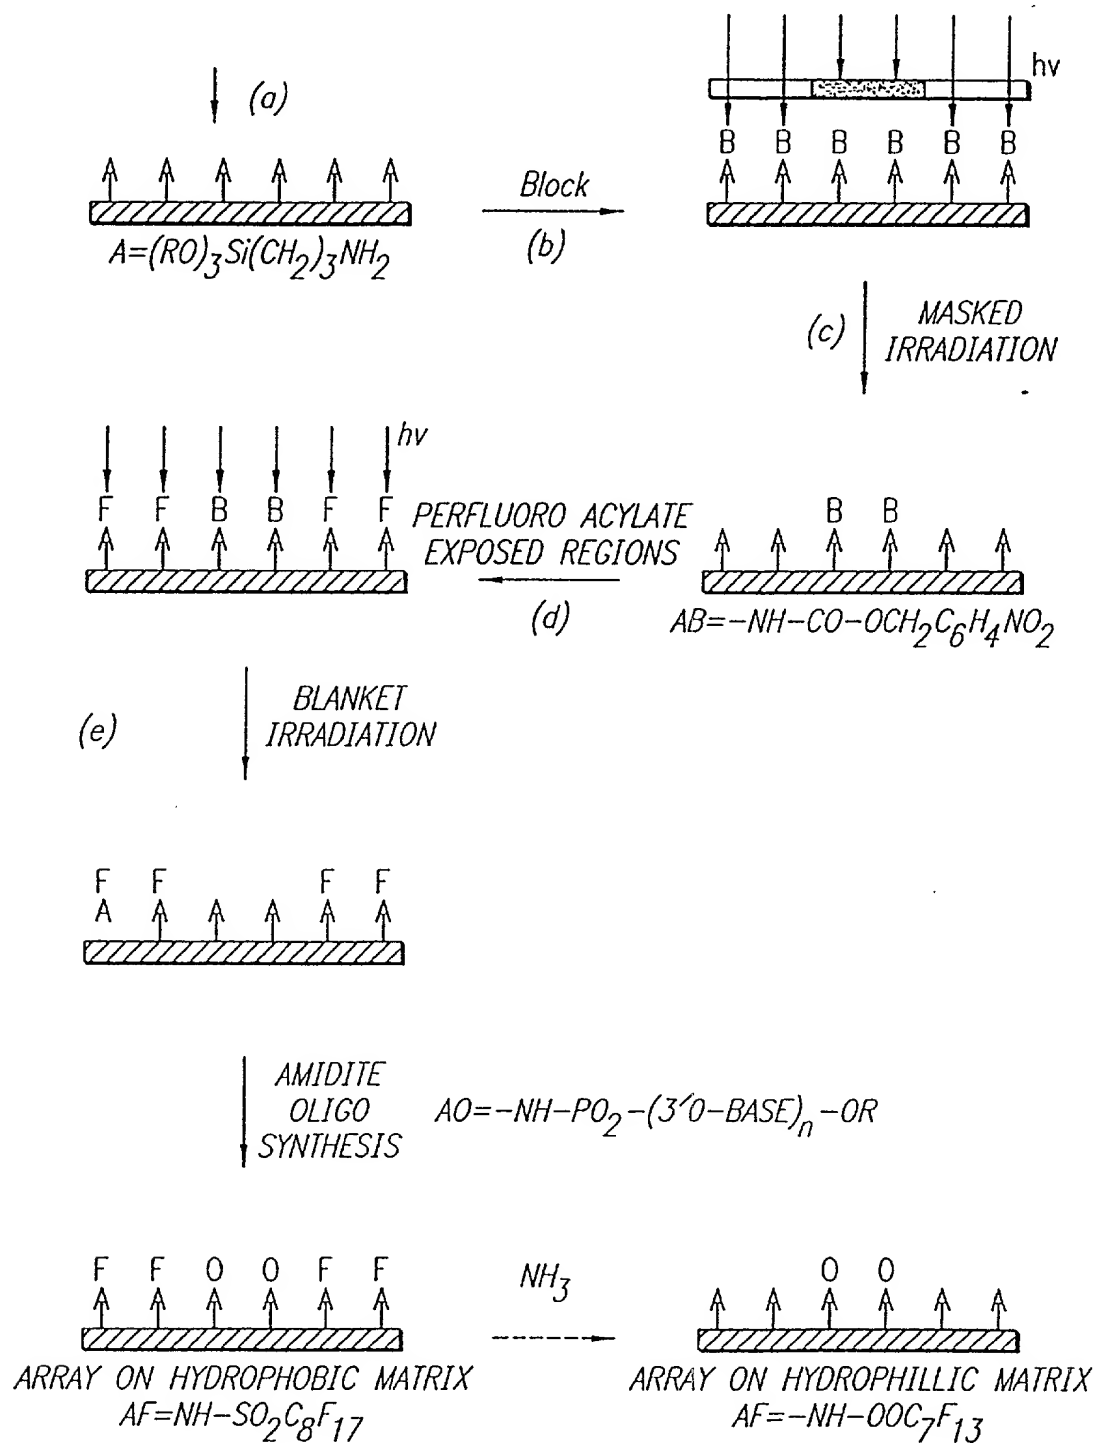 (a)
A=(RO)3Si(CH2)3NH2
Block
(b)
hv
B B B B B B
(c)
MASKED
IRRADIATION
B B
AB=-NH-CO-OCH2C6H4NO2
PERFLUORO ACYLATE
EXPOSED REGIONS
(d)
hv
F F B B F F
(e)
BLANKET
IRRADIATION
F F F F
A
AMIDITE
OLIGO
SYNTHESIS
AO=-NH-PO2-(3'O-BASE)n-OR
F F O O F F
ARRAY ON HYDROPHOBIC MATRIX
AF=NH-SO2C8F17
NH3
O O
ARRAY ON HYDROPHILLIC MATRIX
AF=-NH-OOC7F13